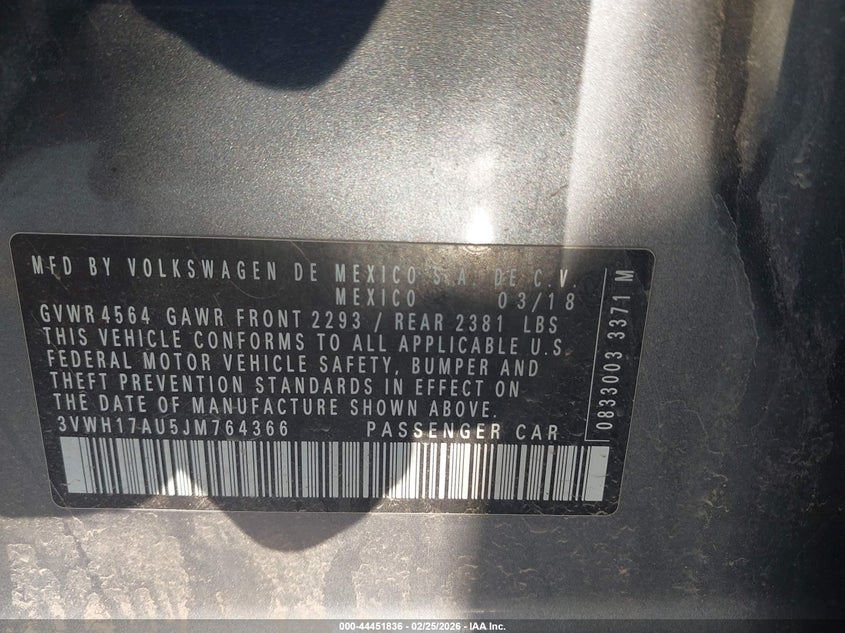 MFD BY VOLKSWAGEN DE MEXICO S.A. DE C.V.
MEXICO 03/18
GVWR 4564 GAWR FRONT 2293 / REAR 2381 LBS
THIS VEHICLE CONFORMS TO ALL APPLICABLE U.S
FEDERAL MOTOR VEHICLE SAFETY, BUMPER AND
THEFT PREVENTION STANDARDS IN EFFECT ON
THE DATE OF MANUFACTURE SHOWN ABOVE.
3VWH17AU5JM764366 PASSENGER CAR
0833003 3371 M
000-44451836 - 02/25/2026 - IAA Inc.